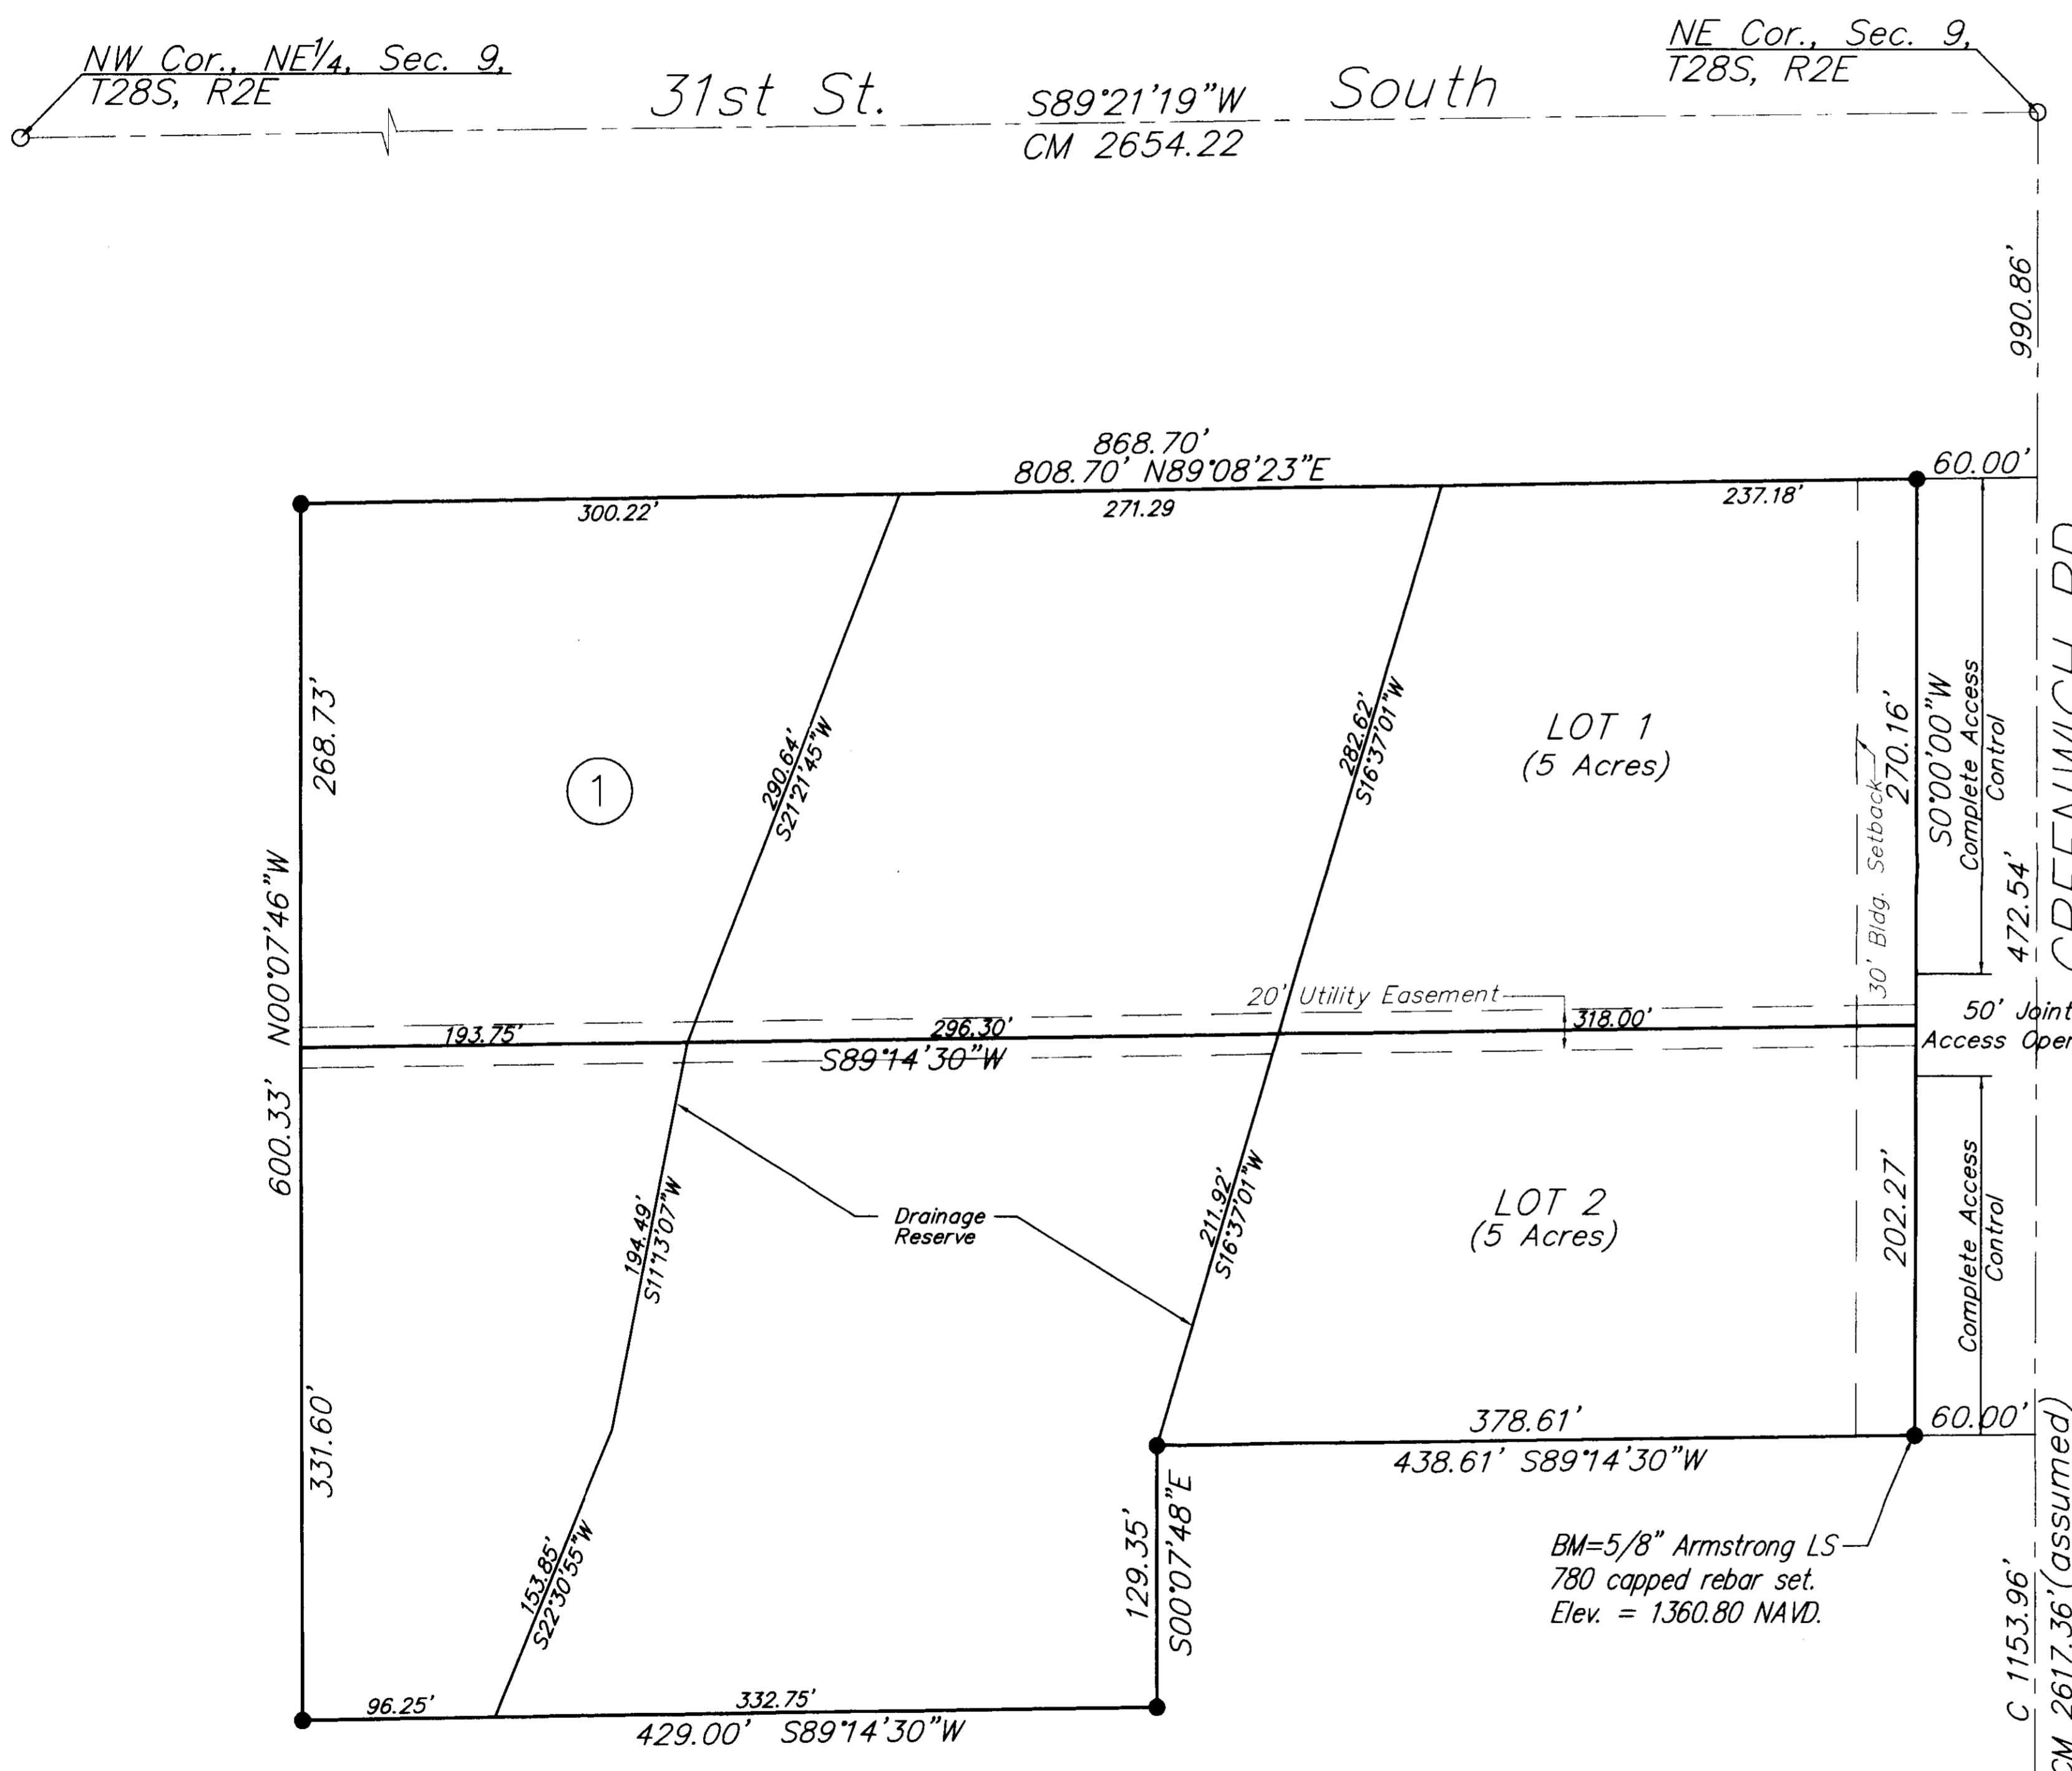 NW Cor., NE¼, Sec. 9,
T28S, R2E
31st St. South
S89°21'19"W
CM 2654.22
NE Cor., Sec. 9,
T28S, R2E
990.86'
868.70'
808.70' N89°08'23"E
60.00'
300.22'
271.29
237.18'
268.73'
N00°07'46"W
600.33'
331.60'
1
290.64'
S21°21'45"W
282.62'
S16°37'01"W
LOT 1
(5 Acres)
30' Bldg. Setback
270.16'
S0°00'00"W
Complete Access
Control
472.54'
GREENWICH RD
20' Utility Easement
193.75'
296.30'
318.00'
S89°14'30"W
50' Joint
Access Oper
194.49'
S11°13'07"W
Drainage
Reserve
211.92'
S16°37'01"W
LOT 2
(5 Acres)
202.27'
Complete Access
Control
378.61'
438.61' S89°14'30"W
60.00'
129.35'
S00°07'48"E
153.85'
S22°30'55"W
BM=5/8" Armstrong LS
780 capped rebar set.
Elev. = 1360.80 NAVD.
96.25'
332.75'
429.00' S89°14'30"W
C 1153.96'
CM 2617.36'(assumed)